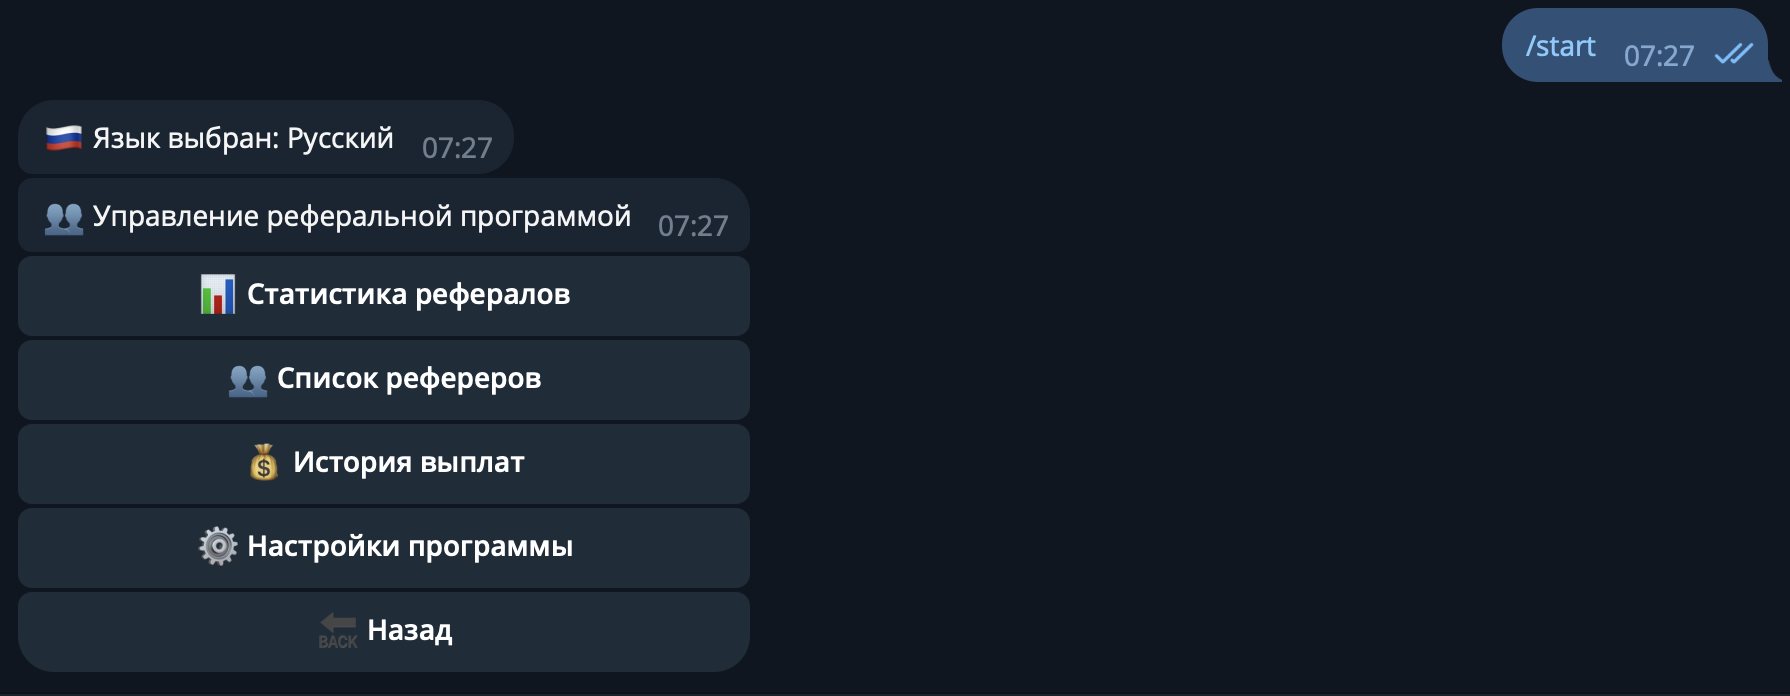 /start 07:27
Язык выбран: Русский 07:27
Управление реферальной программой 07:27
Статистика рефералов
Список рефереров
История выплат
Настройки программы
BACK Назад